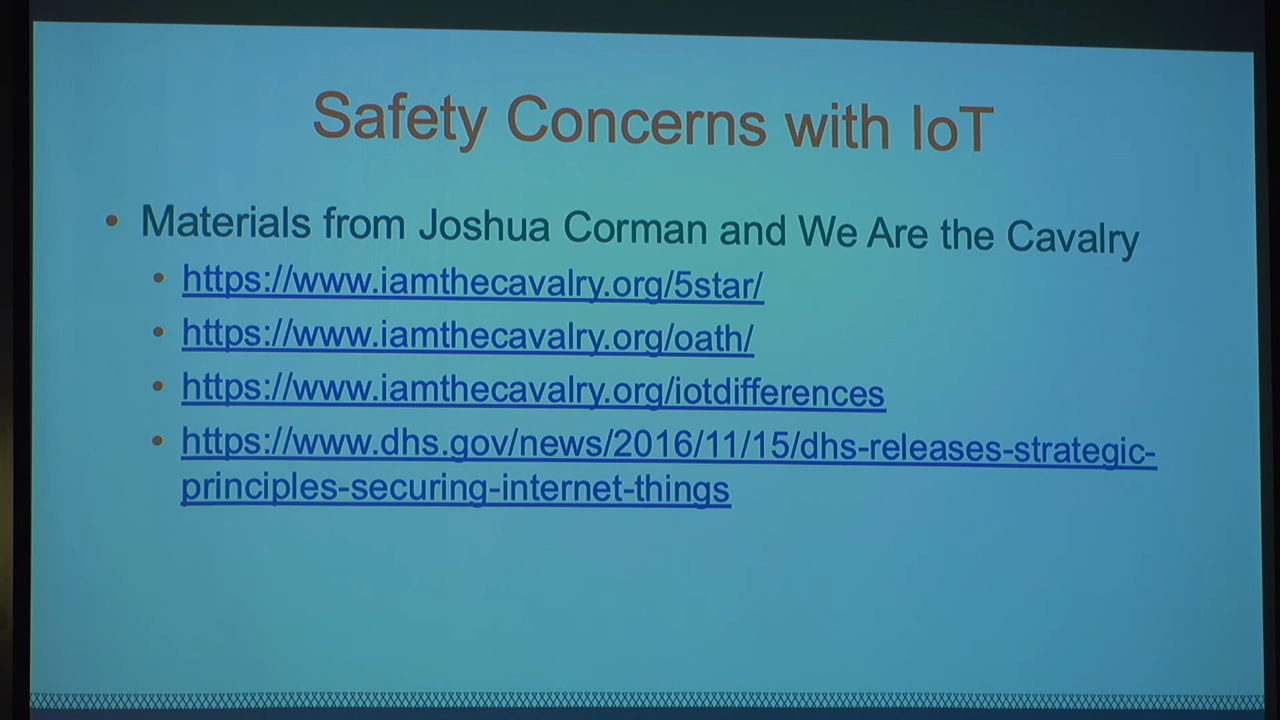 Safety Concerns with IoT
• Materials from Joshua Corman and We Are the Cavalry
• https://www.iamthecavalry.org/5star/
• https://www.iamthecavalry.org/oath/
• https://www.iamthecavalry.org/iotdifferences
• https://www.dhs.gov/news/2016/11/15/dhs-releases-strategic-
principles-securing-internet-things